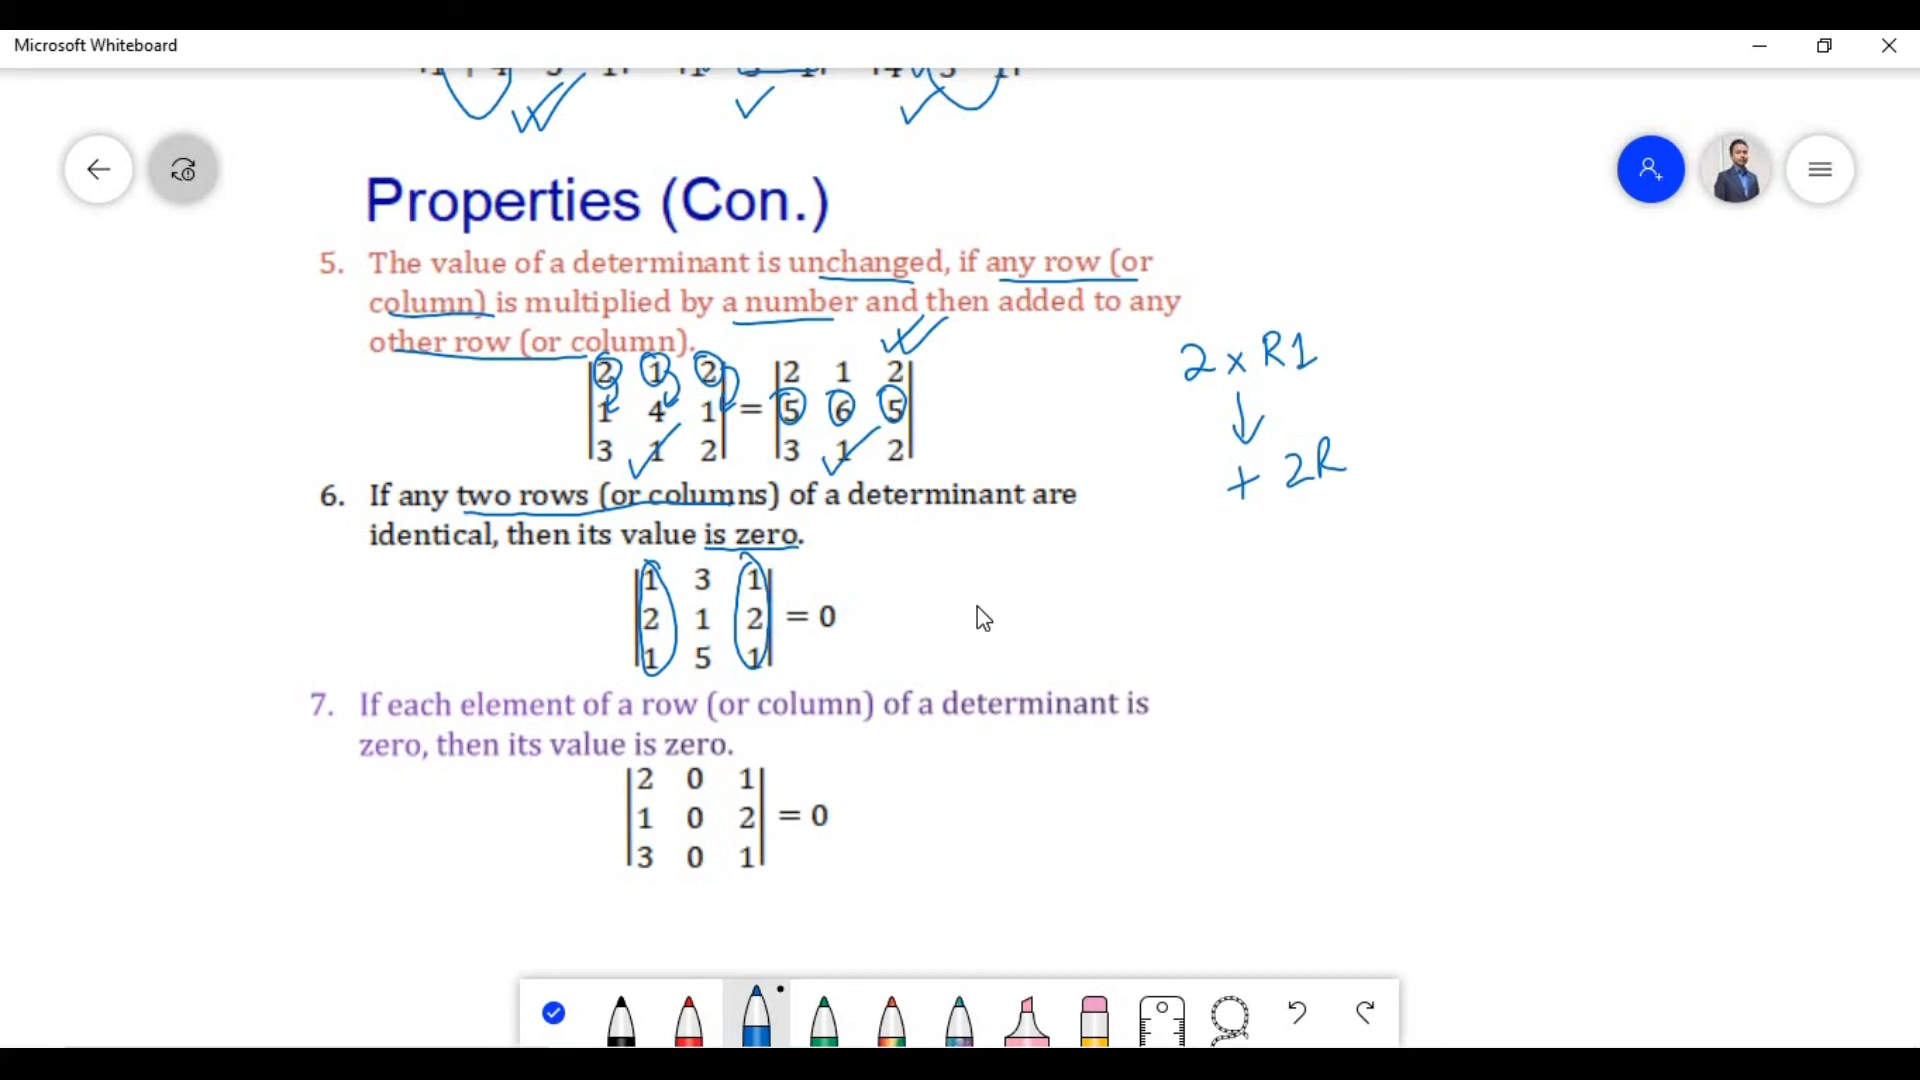 Microsoft Whiteboard
Properties (Con.)
5. The value of a determinant is unchanged, if any row (or
column) is multiplied by a number and then added to any
other row (or column).
|2 1 2| |2 1 2|
|1 4 1| = |5 6 5|
|3 1 2| |3 1 2|
2 x R1
+ 2R
6. If any two rows (or columns) of a determinant are
identical, then its value is zero.
|1 3 1|
|2 1 2| = 0
|1 5 1|
7. If each element of a row (or column) of a determinant is
zero, then its value is zero.
|2 0 1|
|1 0 2| = 0
|3 0 1|